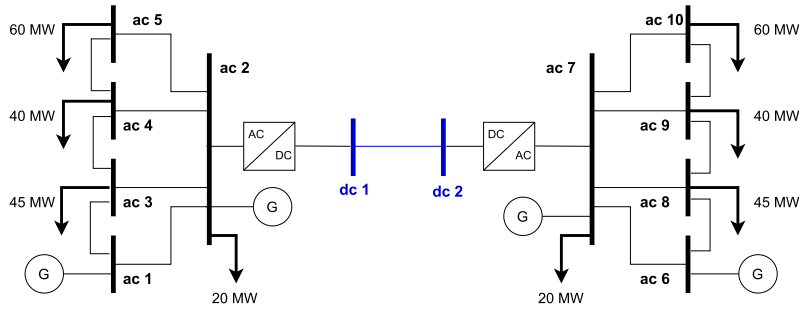 ac 5
ac 10
60 MW
60 MW
ac 2
ac 7
40 MW
ac 4
ac 9
40 MW
AC
DC
DC
AC
dc 1
dc 2
45 MW
ac 3
ac 8
45 MW
G
G
G
ac 1
ac 6
G
20 MW
20 MW